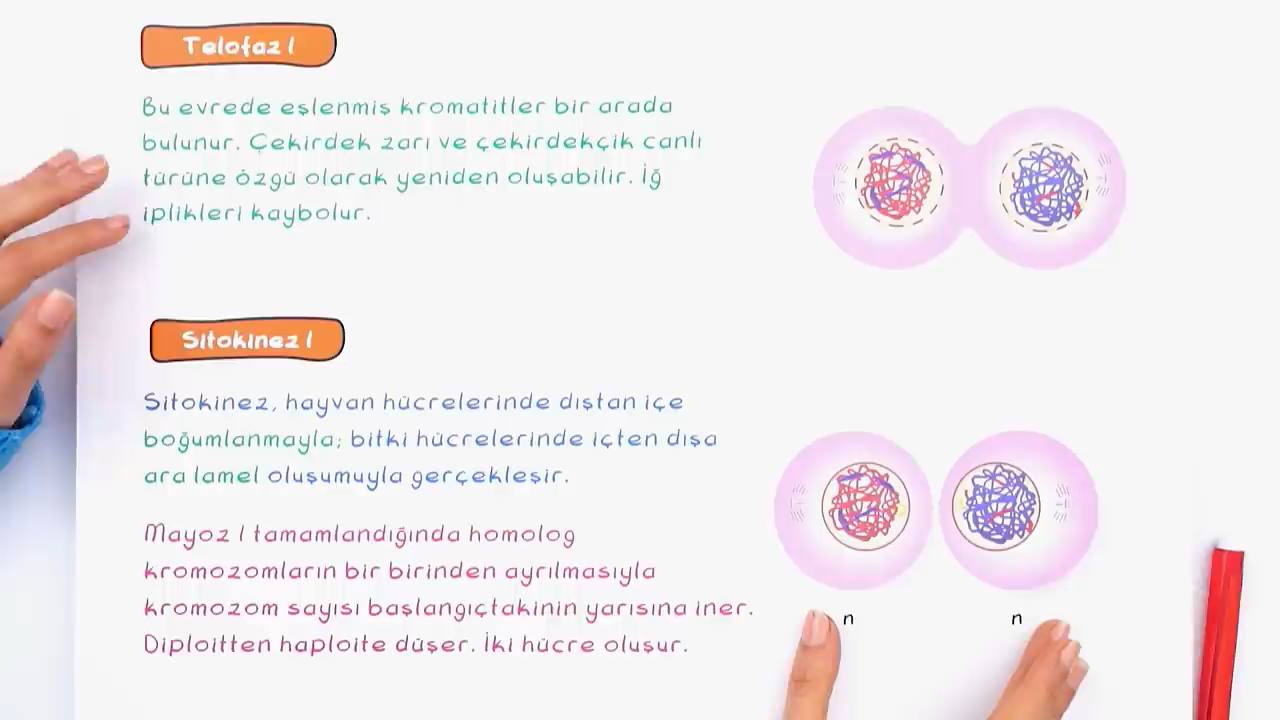 Telofaz I
Bu evrede eşlenmiş kromatitler bir arada
bulunur. Çekirdek zarı ve çekirdekçik canlı
türüne özgü olarak yeniden oluşabilir. İğ
iplikleri kaybolur.
Sitokinez I
Sitokinez, hayvan hücrelerinde dıştan içe
boğumlanmayla; bitki hücrelerinde içten dışa
ara lamel oluşumuyla gerçekleşir.
Mayoz I tamamlandığında homolog
kromozomların bir birinden ayrılmasıyla
kromozom sayısı başlangıçtakinin yarısına iner.
Diploitten haploite düşer. İki hücre oluşur.
n n